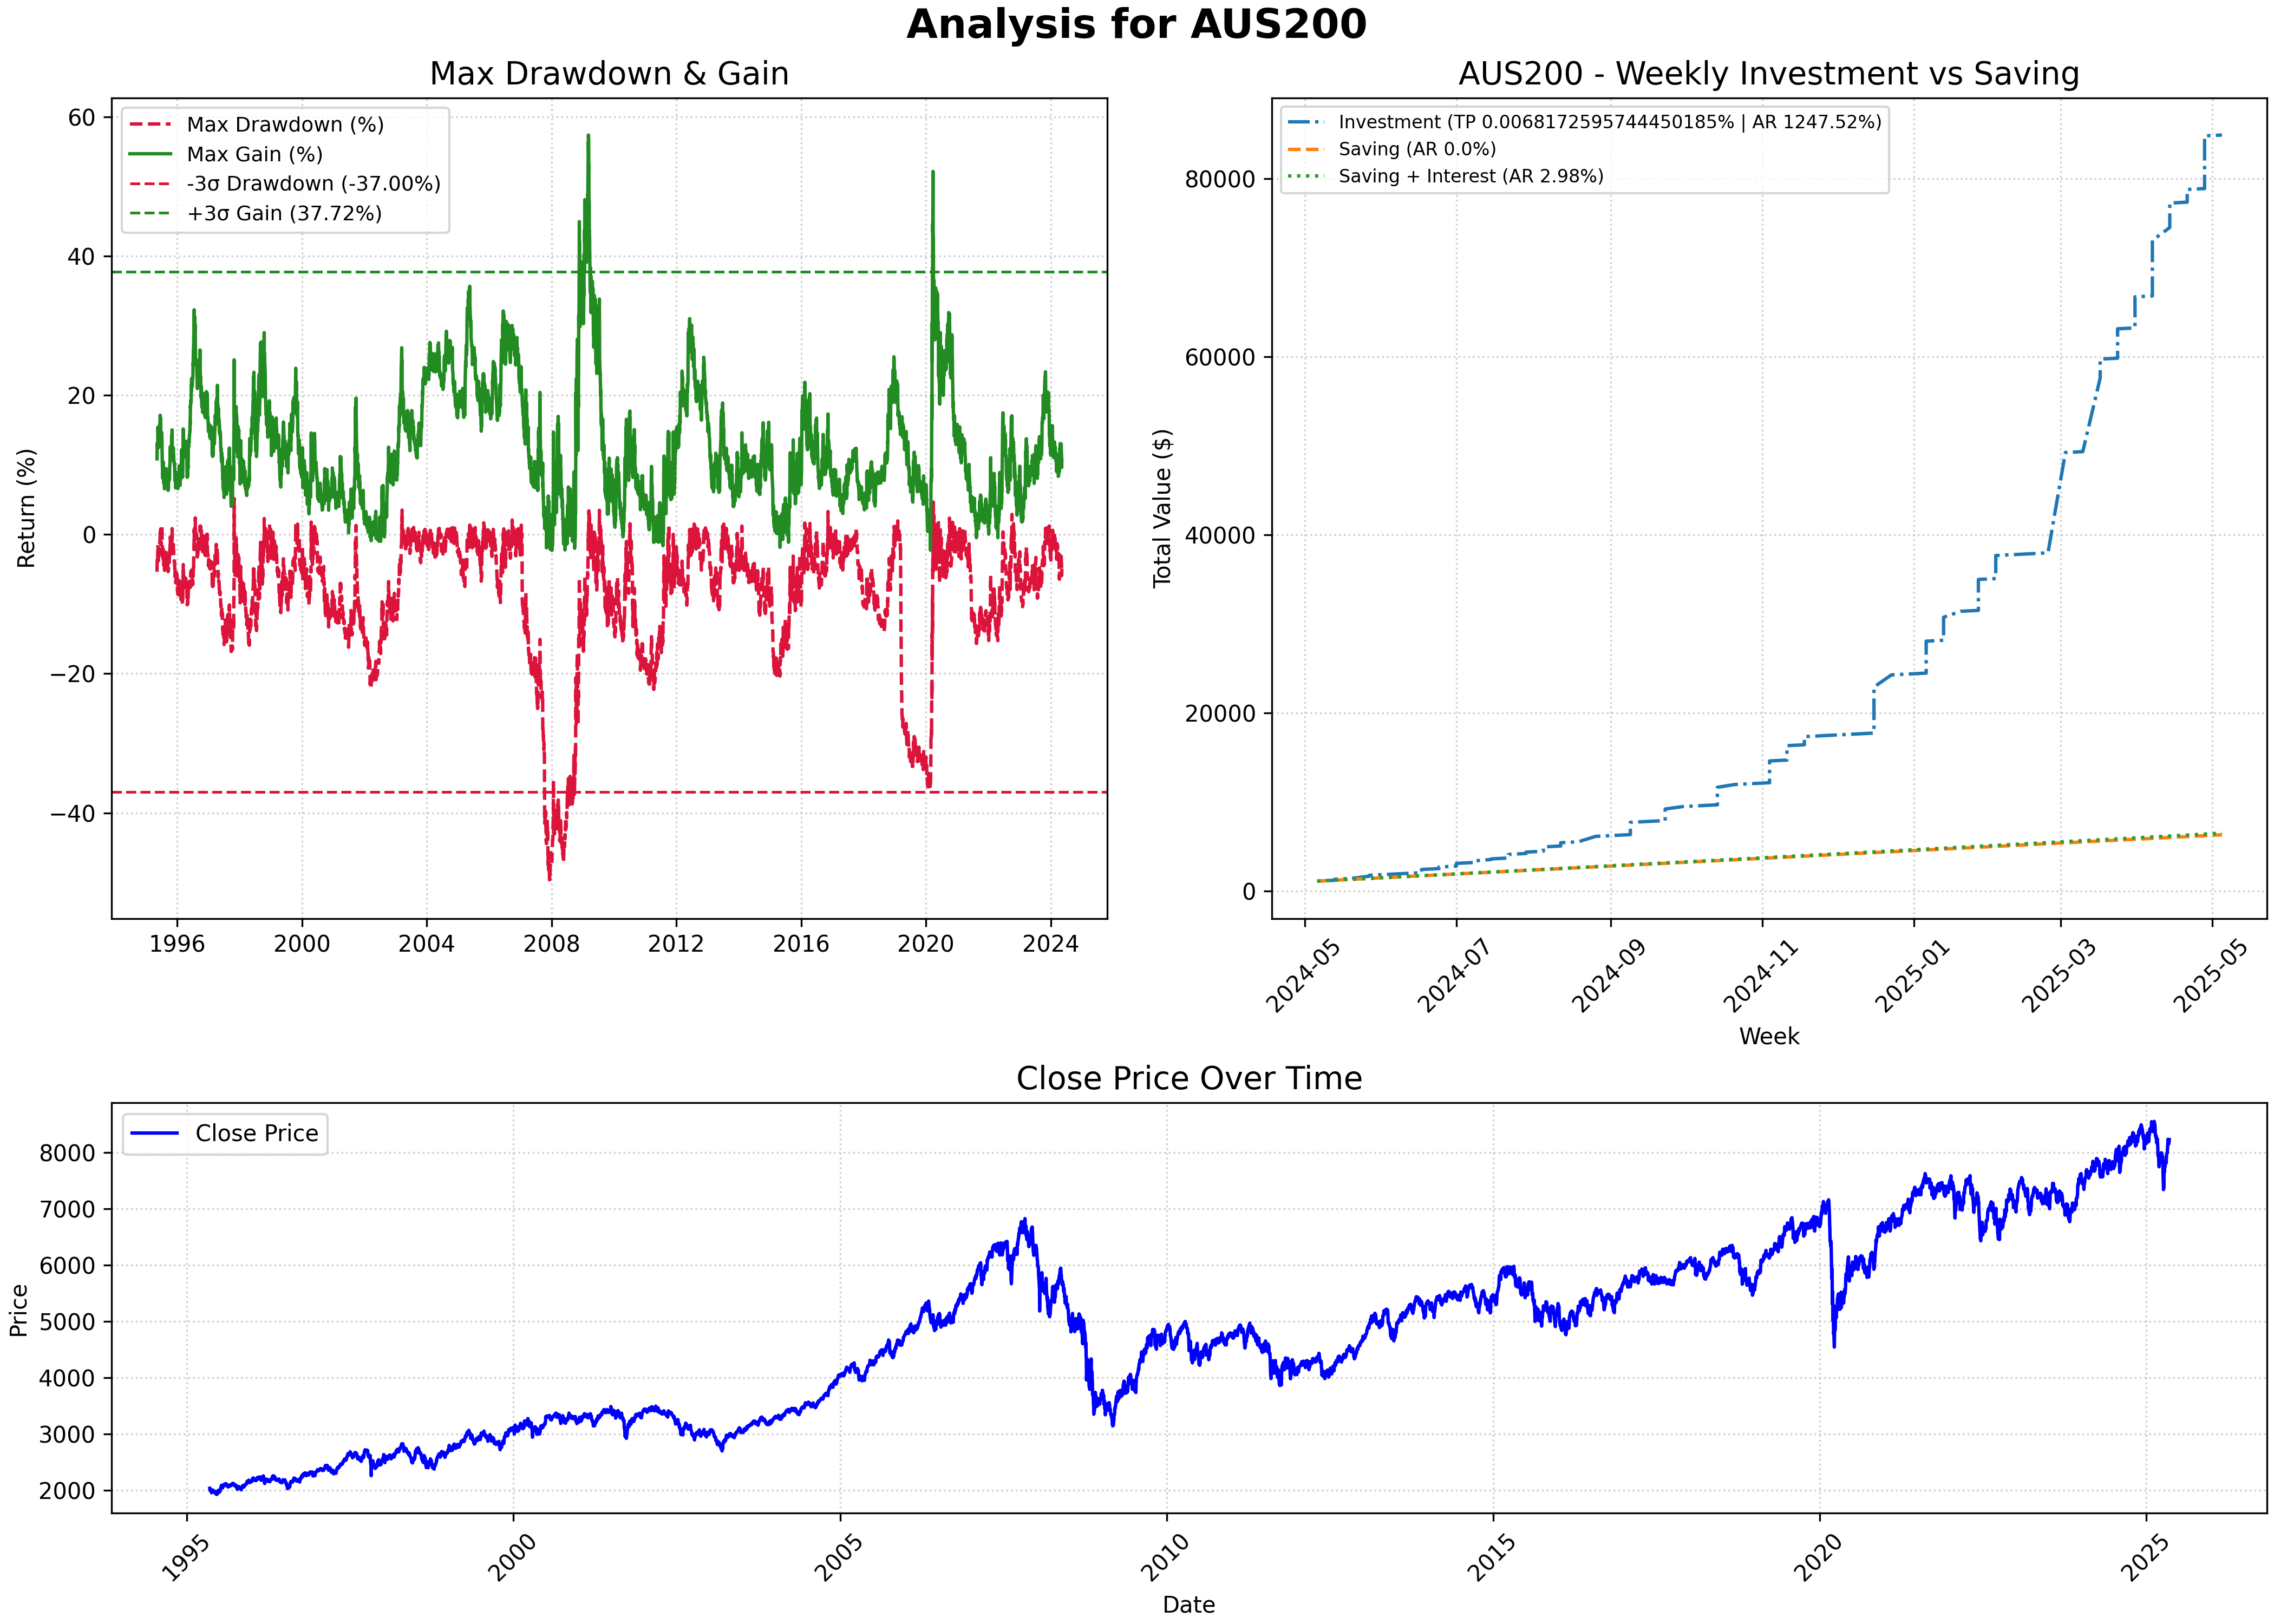 Analysis for AUS200
Max Drawdown & Gain
Max Drawdown (%)
Max Gain (%)
-3σ Drawdown (-37.00%)
+3σ Gain (37.72%)
Return (%)
60
40
20
0
−20
−40
1996 2000 2004 2008 2012 2016 2020 2024
AUS200 - Weekly Investment vs Saving
Investment (TP 0.0068172595744450185% | AR 1247.52%)
Saving (AR 0.0%)
Saving + Interest (AR 2.98%)
Total Value ($)
80000
60000
40000
20000
0
2024-05 2024-07 2024-09 2024-11 2025-01 2025-03 2025-05
Week
Close Price Over Time
Close Price
Price
8000
7000
6000
5000
4000
3000
2000
1995 2000 2005 2010 2015 2020 2025
Date